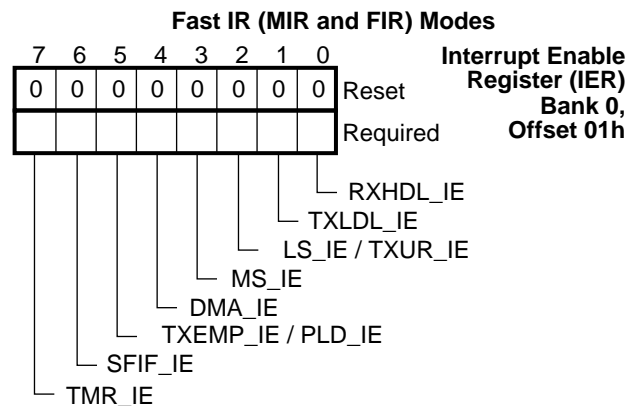 Fast IR (MIR and FIR) Modes
7 6 5 4 3 2 1 0
Interrupt Enable
Register (IER)
Bank 0,
Offset 01h
0 0 0 0 0 0 0 0 Reset
Required
RXHDL_IE
TXLDL_IE
LS_IE / TXUR_IE
MS_IE
DMA_IE
TXEMP_IE / PLD_IE
SFIF_IE
TMR_IE